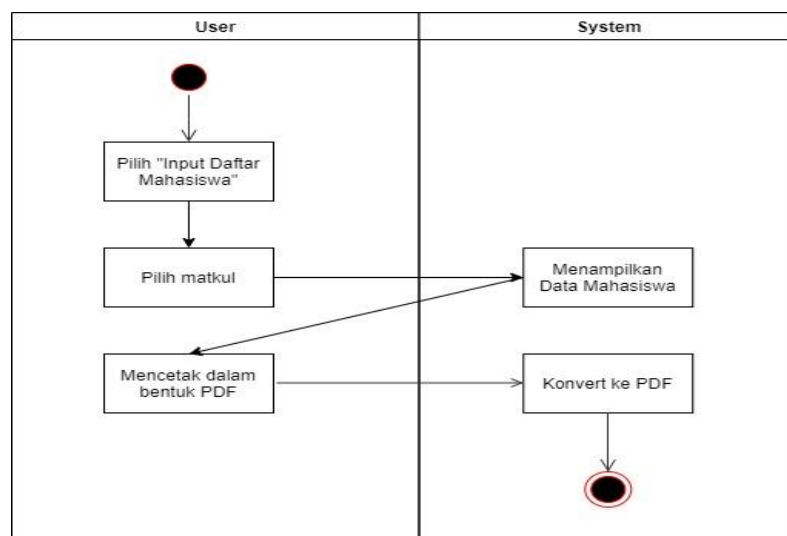 User
System
Pilih "Input Daftar
Mahasiswa"
Pilih matkul
Menampilkan
Data Mahasiswa
Mencetak dalam
bentuk PDF
Konvert ke PDF